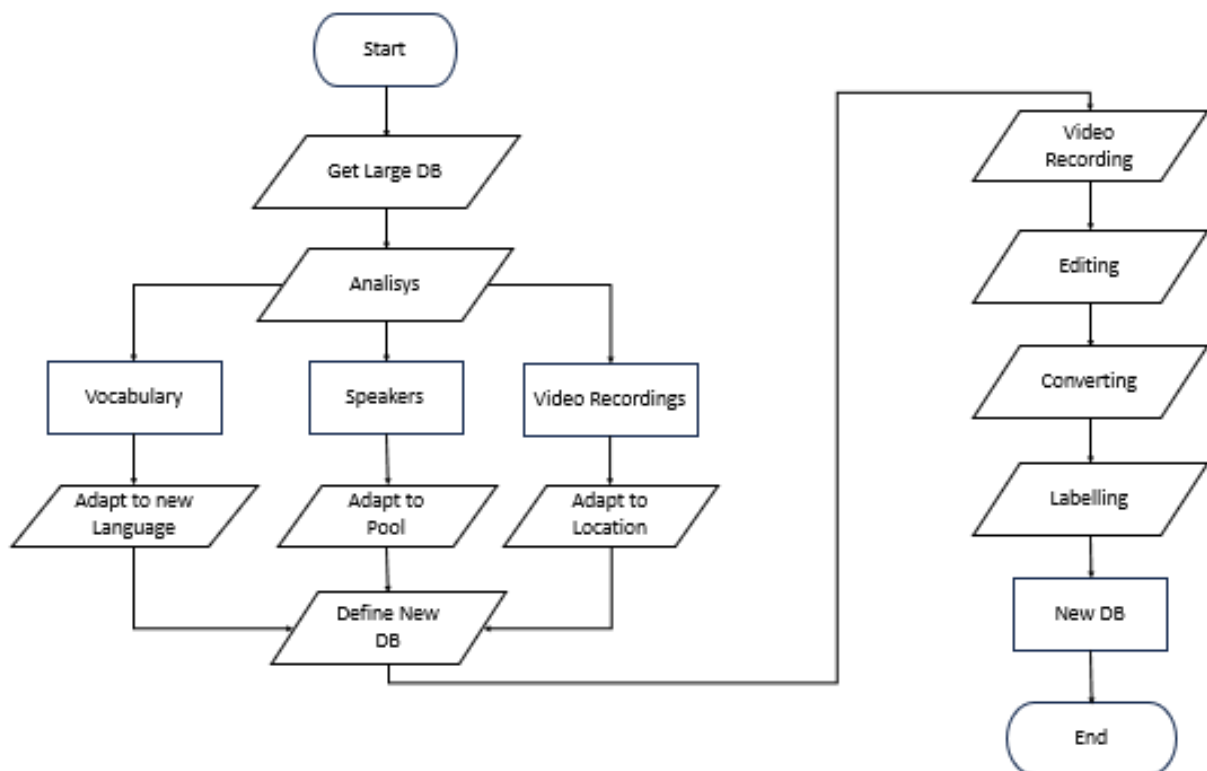 Start
Get Large DB
Analisys
Vocabulary
Speakers
Video Recordings
Adapt to new
Language
Adapt to
Pool
Adapt to
Location
Define New
DB
Video
Recording
Editing
Converting
Labelling
New DB
End